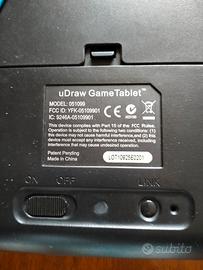 uDraw GameTablet™
MODEL: 051099
FCC ID: YFK-05109901
IC: 9246A-05109901
This device complies with Part 15 of the FCC Rules.
Operation is subject to the following two conditions:
(1) this device may not cause harmful interference
and (2) this device must accept any interference
received, including interference that may cause
undesired operation.
Patent Pending
Made in China
UDT10925E2201
ON OFF LINK
subito